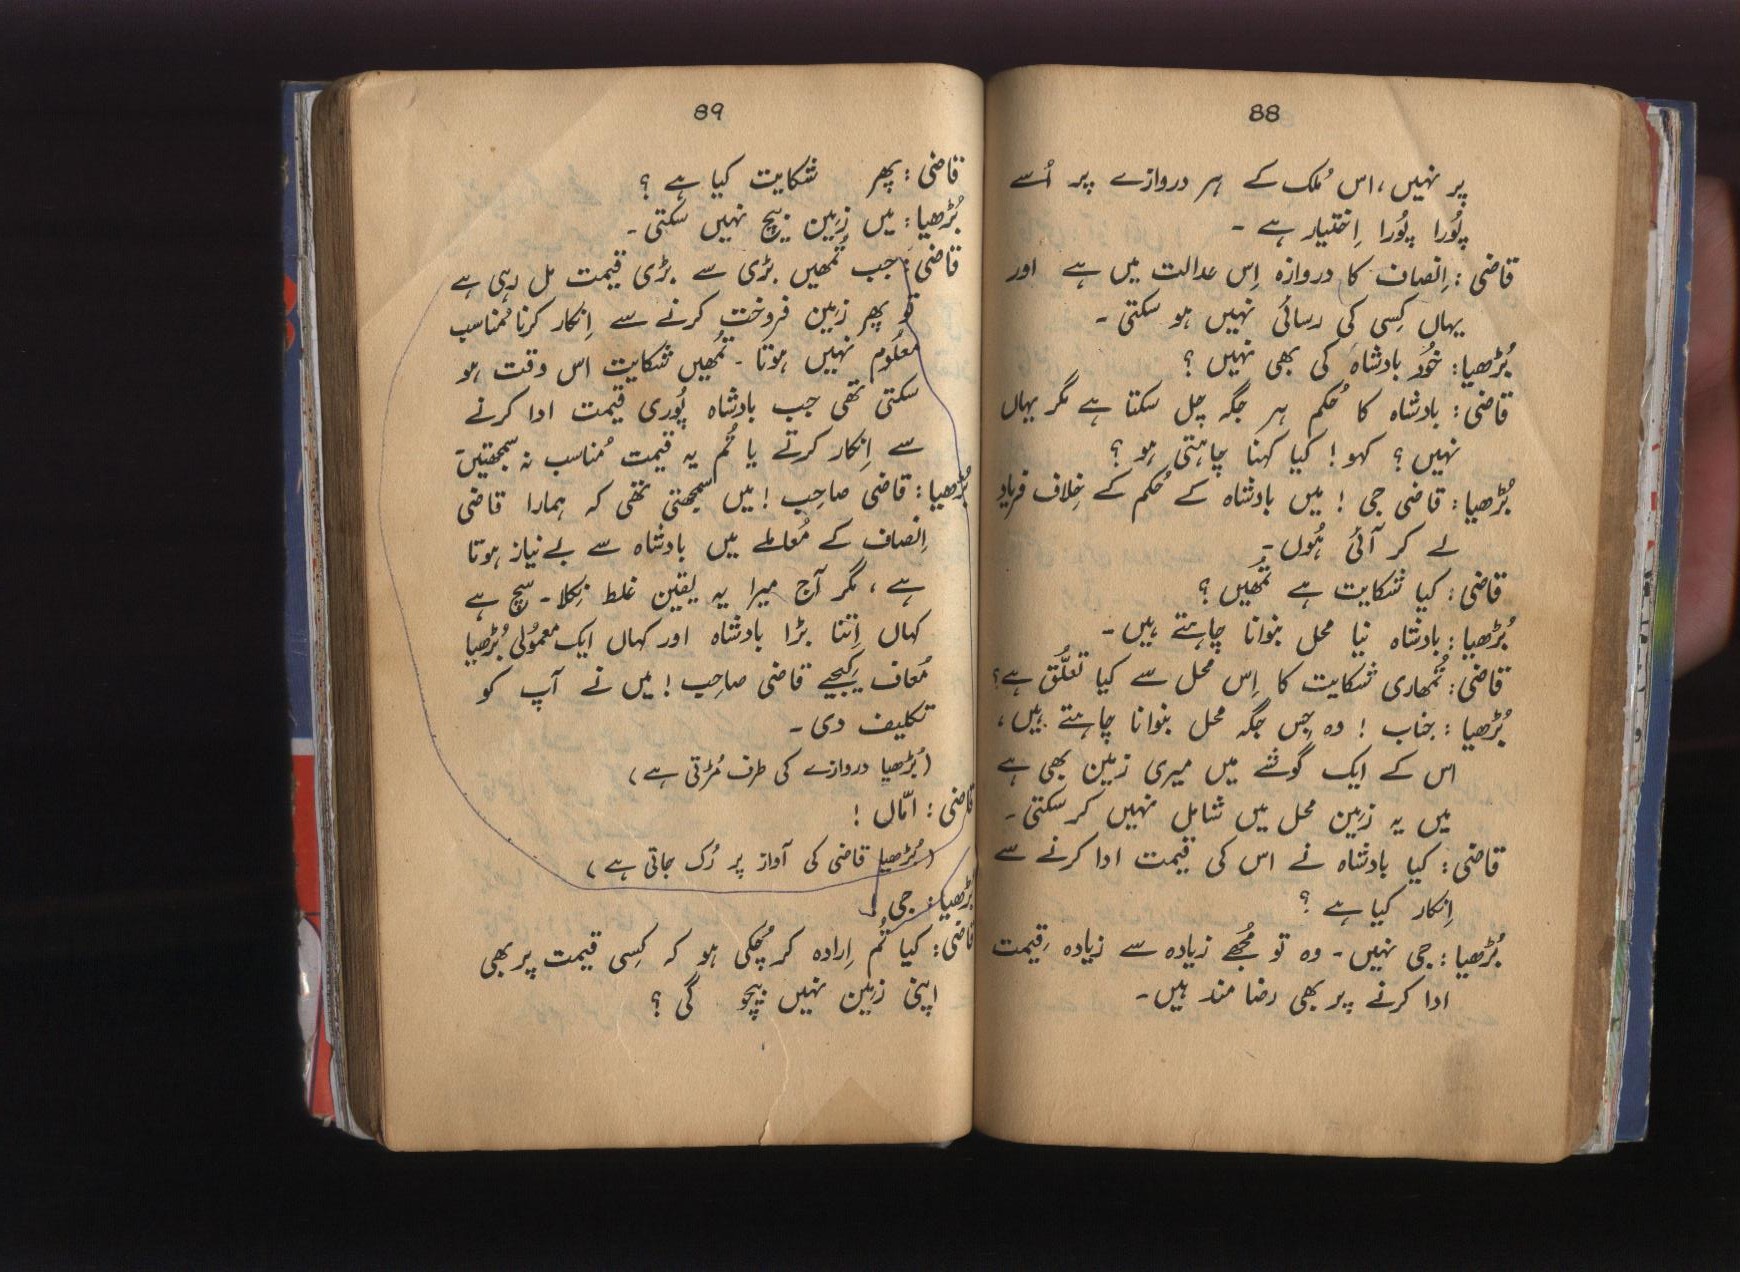 88
پر نہیں، اس مُلک کے ہر دروازے پر اُسے
پُورا پُورا اِختیار ہے ۔
قاضی : اِنصاف کا دروازہ اِس عدالت میں ہے اور
یہاں کِسی کی رسائی نہیں ہو سکتی ۔
بُڑھیا : خُود بادشاہ کی بھی نہیں ؟
قاضی : بادشاہ کا حُکم ہر جگہ چل سکتا ہے مگر یہاں
نہیں ؟ کہو ! کیا کہنا چاہتی ہو ؟
بُڑھیا : قاضی جی ! میں بادشاہ کے حُکم کے خِلاف فریاد
لے کر آئی ہُوں ۔
قاضی : کیا شکایت ہے تُمھیں ؟
بُڑھیا : بادشاہ نیا محل بنوانا چاہتے ہیں ۔
قاضی : تُمھاری شکایت کا اِس محل سے کیا تعلُّق ہے ؟
بُڑھیا : جناب ! وہ جِس جگہ محل بنوانا چاہتے ہیں ،
اس کے ایک گوشے میں میری زمین بھی ہے
میں یہ زمین محل میں شامِل نہیں کر سکتی ۔
قاضی : کیا بادشاہ نے اس کی قیمت ادا کرنے سے
اِنکار کیا ہے ؟
بُڑھیا : جی نہیں ۔ وہ تو مُجھے زیادہ سے زیادہ قیمت
ادا کرنے پر بھی رضا مند ہیں ۔
89
قاضی : پھر شکایت کیا ہے ؟
بُڑھیا : میں زمین بیچ نہیں سکتی ۔
قاضی : جب تُمھیں بڑی سے بڑی قیمت مل رہی ہے
تو پھر زمین فروخت کرنے سے اِنکار کرنا مُناسب
معلُوم نہیں ہوتا ۔ تُمھیں شکایت اس وقت ہو
سکتی تھی جب بادشاہ پُوری قیمت ادا کرنے
سے اِنکار کرتے یا تُم یہ قیمت مُناسب نہ سمجھتیں
بُڑھیا : قاضی صاحِب ! میں سمجھتی تھی کہ ہمارا قاضی
اِنصاف کے مُعاملے میں بادشاہ سے بے نیاز ہوتا
ہے ، مگر آج میرا یہ یقین غلط نِکلا ۔ سچ ہے
کہاں اِتنا بڑا بادشاہ اور کہاں ایک معمُولی بُڑھیا
مُعاف کیجیے قاضی صاحِب ! میں نے آپ کو
تکلیف دی ۔
( بُڑھیا دروازے کی طرف مُڑتی ہے )
قاضی : امّاں !
( بُڑھیا قاضی کی آواز پر رُک جاتی ہے )
بُڑھیا : جی
قاضی : کیا تُم اِرادہ کر چُکی ہو کہ کِسی قیمت پر بھی
اپنی زمین نہیں بیچو گی ؟